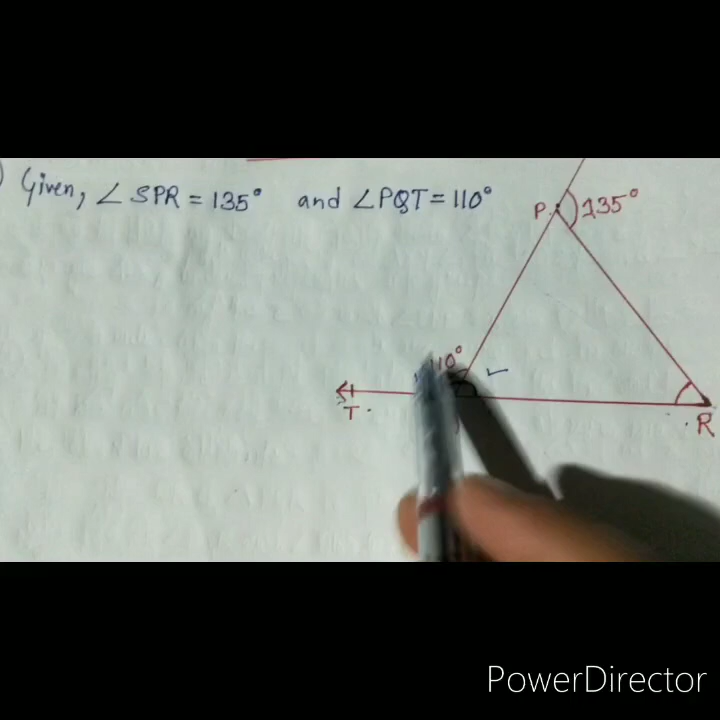 Given, ∠SPR = 135° and ∠PQT = 110°
P
135°
110°
T
R
PowerDirector